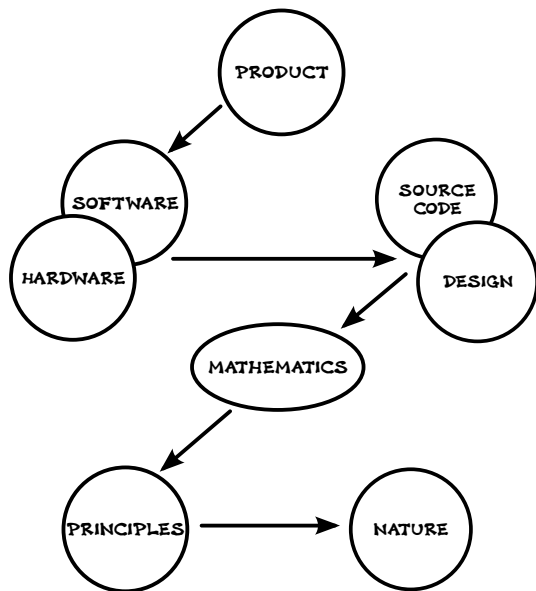 PRODUCT
SOFTWARE
HARDWARE
SOURCE
CODE
DESIGN
MATHEMATICS
PRINCIPLES
NATURE